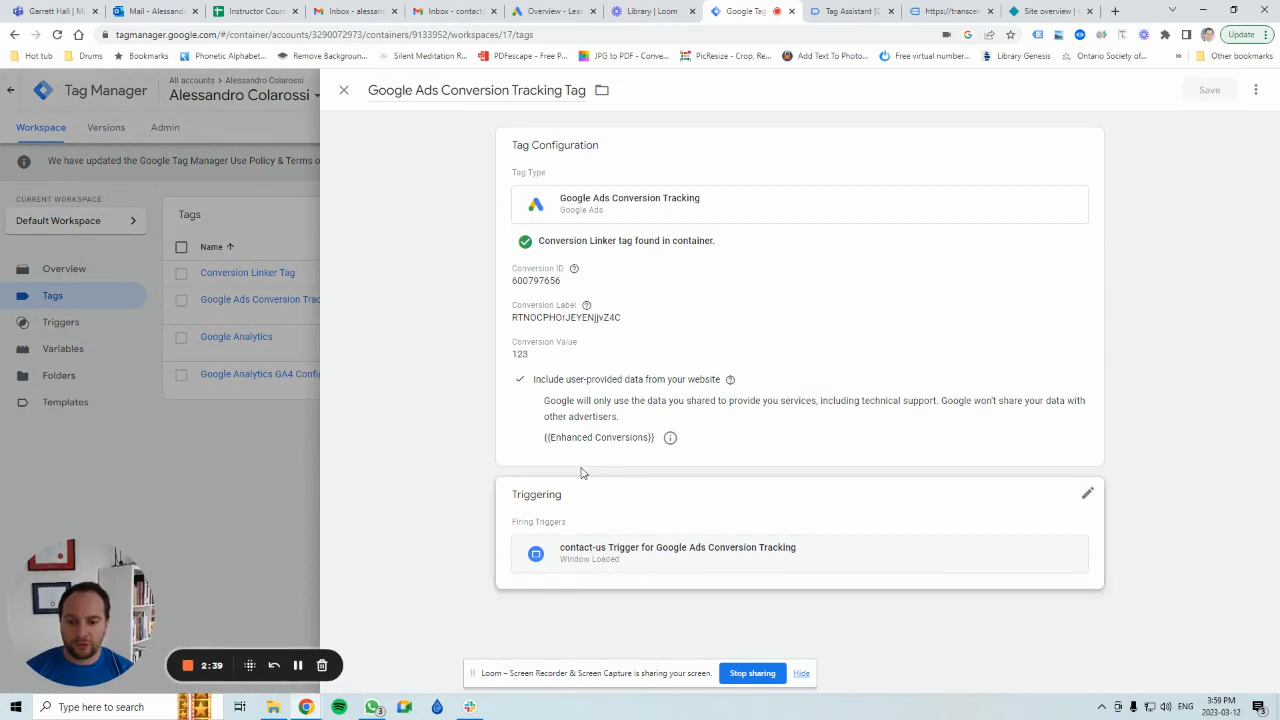 Garrett Hall | M
Mail - Alessand
Instructor Coun
Inbox - alessan
Inbox - contact
Overview - Lea
Library | Loom
Google Tag
Tag Assistant [C
https://transcer
Site overview |
tagmanager.google.com/#/container/accounts/3290072973/containers/9133952/workspaces/17/tags
Update
Hot tub
Drums
Phonetic Alphabet...
Bookmarks
Silent Meditation R...
PDFescape - Free...
JPG to PDF - Conve...
PicResize - Crop, Re...
Add Text To Photo...
Free virtual number...
Library Genesis
Ontario Society of...
Other bookmarks
Tag Manager
All accounts > Alessandro Colarossi
Alessandro Colarossi
Google Ads Conversion Tracking Tag
Save
Workspace
Versions
Admin
We have updated the Google Tag Manager Use Policy & Terms o
CURRENT WORKSPACE
Default Workspace
Overview
Tags
Triggers
Variables
Folders
Templates
Tags
Name
Conversion Linker Tag
Google Ads Conversion Trac
Google Analytics
Google Analytics GA4 Config
Tag Configuration
Tag Type
Google Ads Conversion Tracking
Google Ads
Conversion Linker tag found in container.
Conversion ID
600797656
Conversion Label
RTNOCPHOrJEYENjjvZ4C
Conversion Value
123
Include user-provided data from your website
Google will only use the data you shared to provide you services, including technical support. Google won't share your data with
other advertisers.
{{Enhanced Conversions}}
Triggering
Firing Triggers
contact-us Trigger for Google Ads Conversion Tracking
Window Loaded
2:39
Loom – Screen Recorder & Screen Capture is sharing your screen.
Stop sharing
Hide
Type here to search
3
ENG
3:59 PM
2023-03-12
3